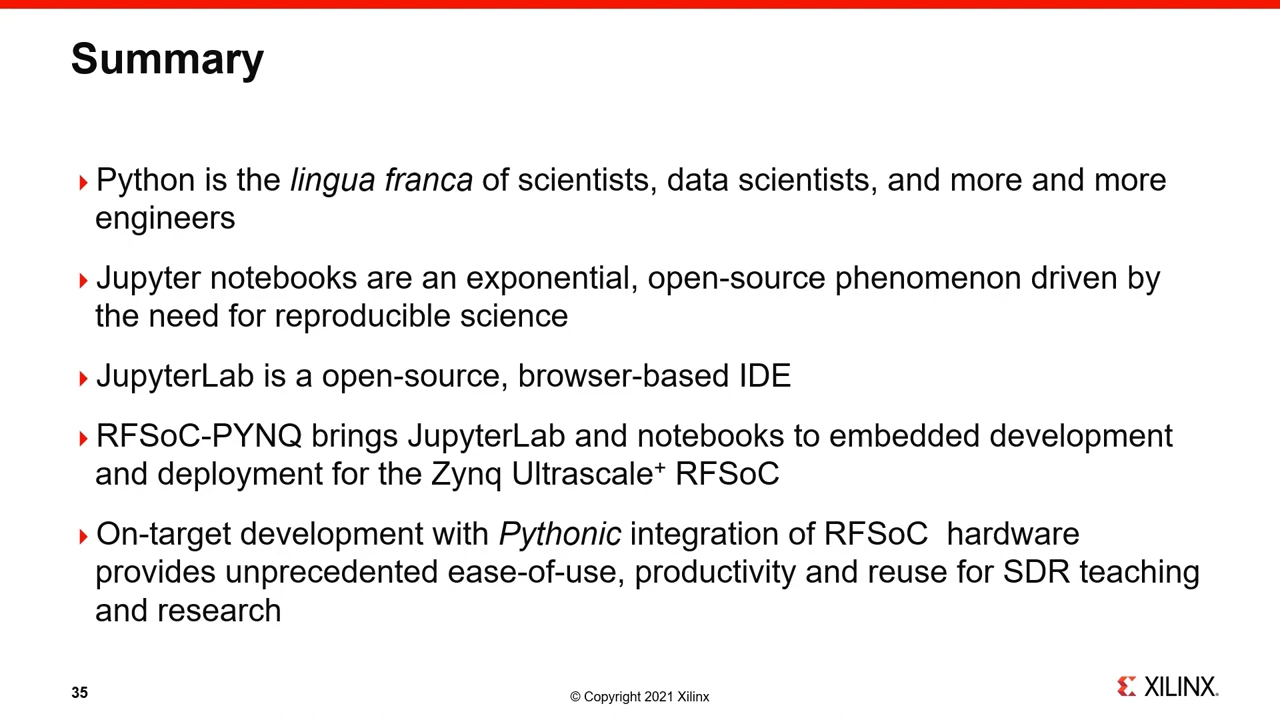 Summary
Python is the lingua franca of scientists, data scientists, and more and more
engineers
Jupyter notebooks are an exponential, open-source phenomenon driven by
the need for reproducible science
JupyterLab is a open-source, browser-based IDE
RFSoC-PYNQ brings JupyterLab and notebooks to embedded development
and deployment for the Zynq Ultrascale⁺ RFSoC
On-target development with Pythonic integration of RFSoC  hardware
provides unprecedented ease-of-use, productivity and reuse for SDR teaching
and research
35
© Copyright 2021 Xilinx
XILINX.